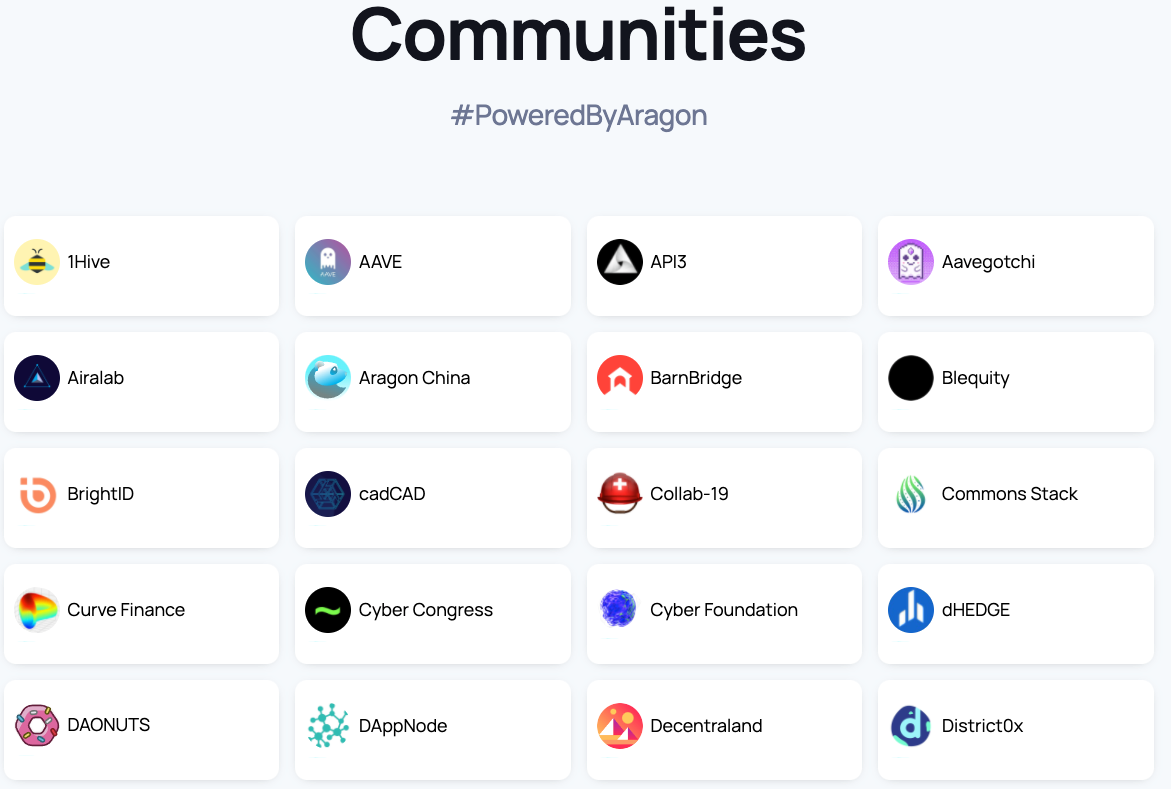 Communities
#PoweredByAragon
1Hive
AAVE
AAVE
API3
Aavegotchi
Airalab
Aragon China
BarnBridge
Blequity
BrightID
cadCAD
Collab-19
Commons Stack
Curve Finance
Cyber Congress
Cyber Foundation
dHEDGE
DAONUTS
DAppNode
Decentraland
d
District0x